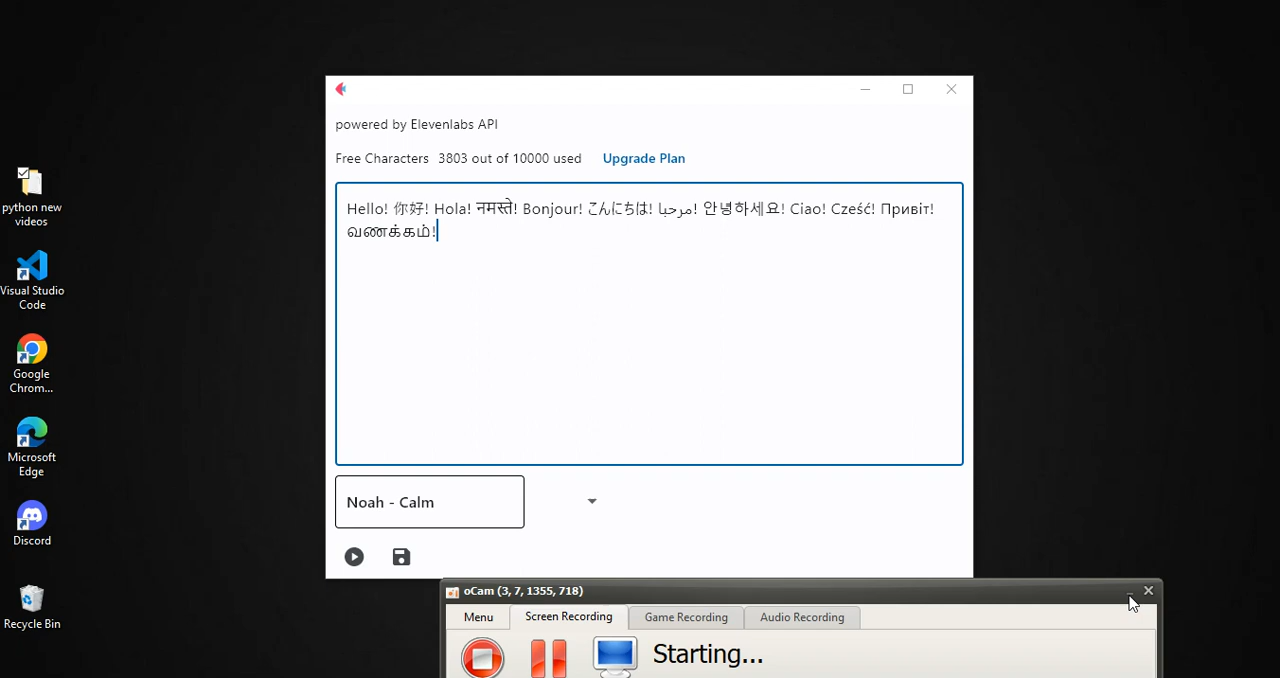 powered by Elevenlabs API
Free Characters 3803 out of 10000 used Upgrade Plan
Hello! 你好! Hola! नमस्ते! Bonjour! こんにちは! مرحبا! 안녕하세요! Ciao! Cześć! Привіт!
வணக்கம்!
Noah - Calm
python new
videos
Visual Studio
Code
Google
Chrom...
Microsoft
Edge
Discord
Recycle Bin
oCam (3, 7, 1355, 718)
Menu Screen Recording Game Recording Audio Recording
Starting...